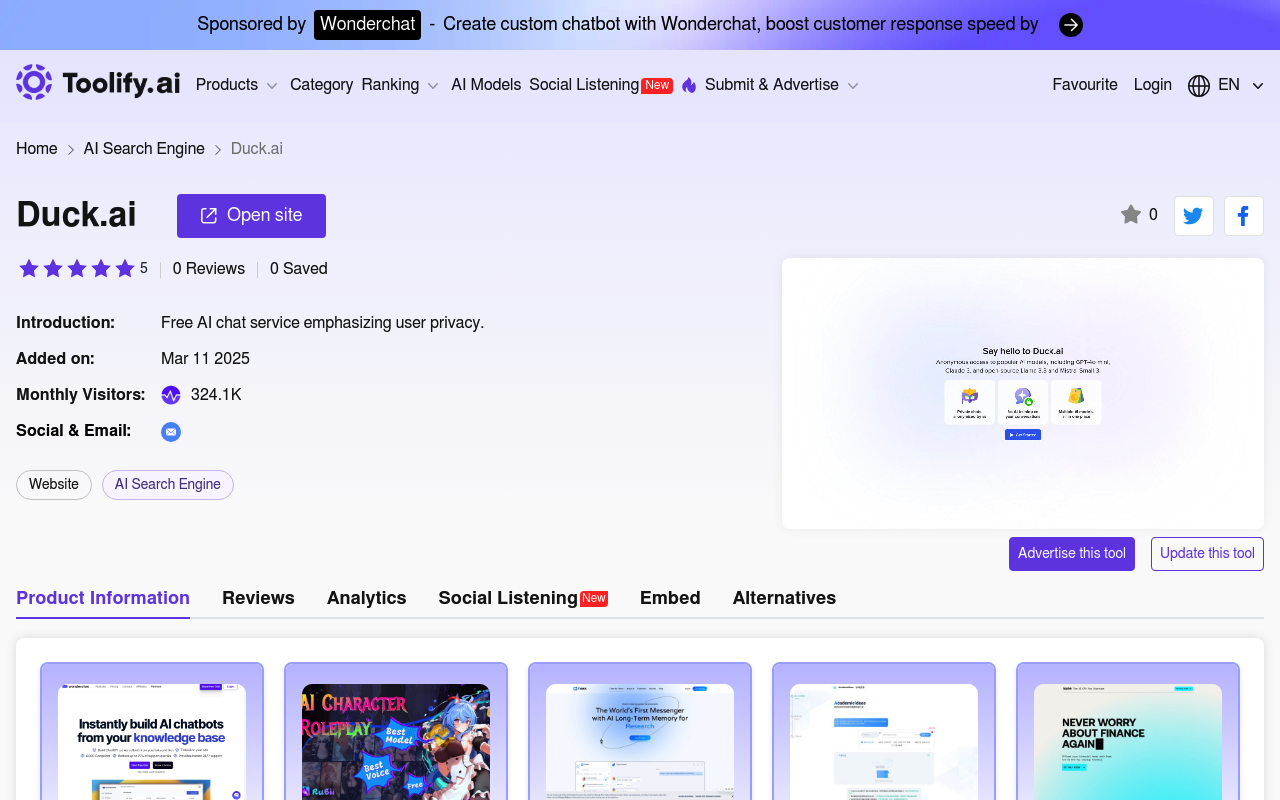 Sponsored by Wonderchat - Create custom chatbot with Wonderchat, boost customer response speed by
Toolify.ai Products Category Ranking AI Models Social Listening New Submit & Advertise Favourite Login EN
Home AI Search Engine Duck.ai
Duck.ai Open site 0
5 0 Reviews 0 Saved
Introduction: Free AI chat service emphasizing user privacy.
Added on: Mar 11 2025
Monthly Visitors: 324.1K
Social & Email:
Website AI Search Engine
Say hello to Duck.ai
Anonymous access to popular AI models, including GPT-4o mini,
Claude 3, and open-source Llama 3.3 and Mistral Small 3.
Get Started
Advertise this tool Update this tool
Product Information Reviews Analytics Social Listening New Embed Alternatives
Instantly build AI chatbots
from your knowledge base
AI Character
Roleplay
Best
Model
Best
Voice
Free
Rubii
The World's First Messenger
with AI Long-Term Memory for
Research
AcademicIdeas
NEVER WORRY
ABOUT FINANCE
AGAIN